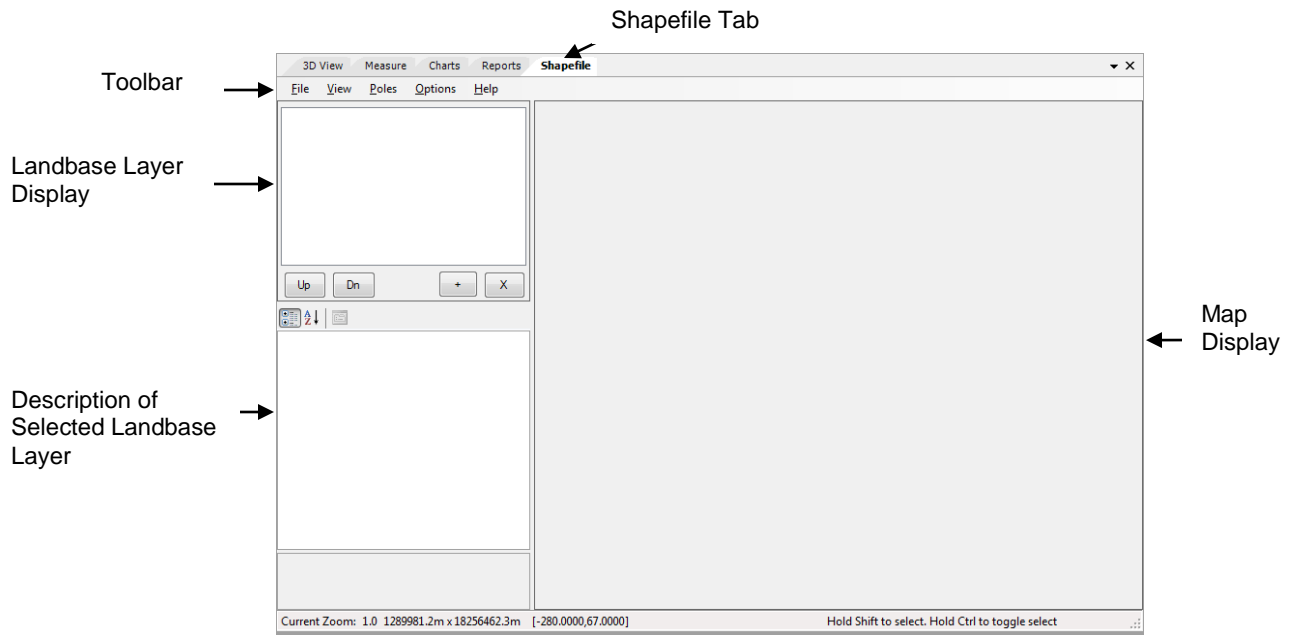 Shapefile Tab
3D View Measure Charts Reports Shapefile
Toolbar
File View Poles Options Help
Landbase Layer
Display
Up Dn + X
A
Z
Map
Display
Description of
Selected Landbase
Layer
Current Zoom: 1.0 1289981.2m x 18256462.3m [-280.0000,67.0000] Hold Shift to select. Hold Ctrl to toggle select